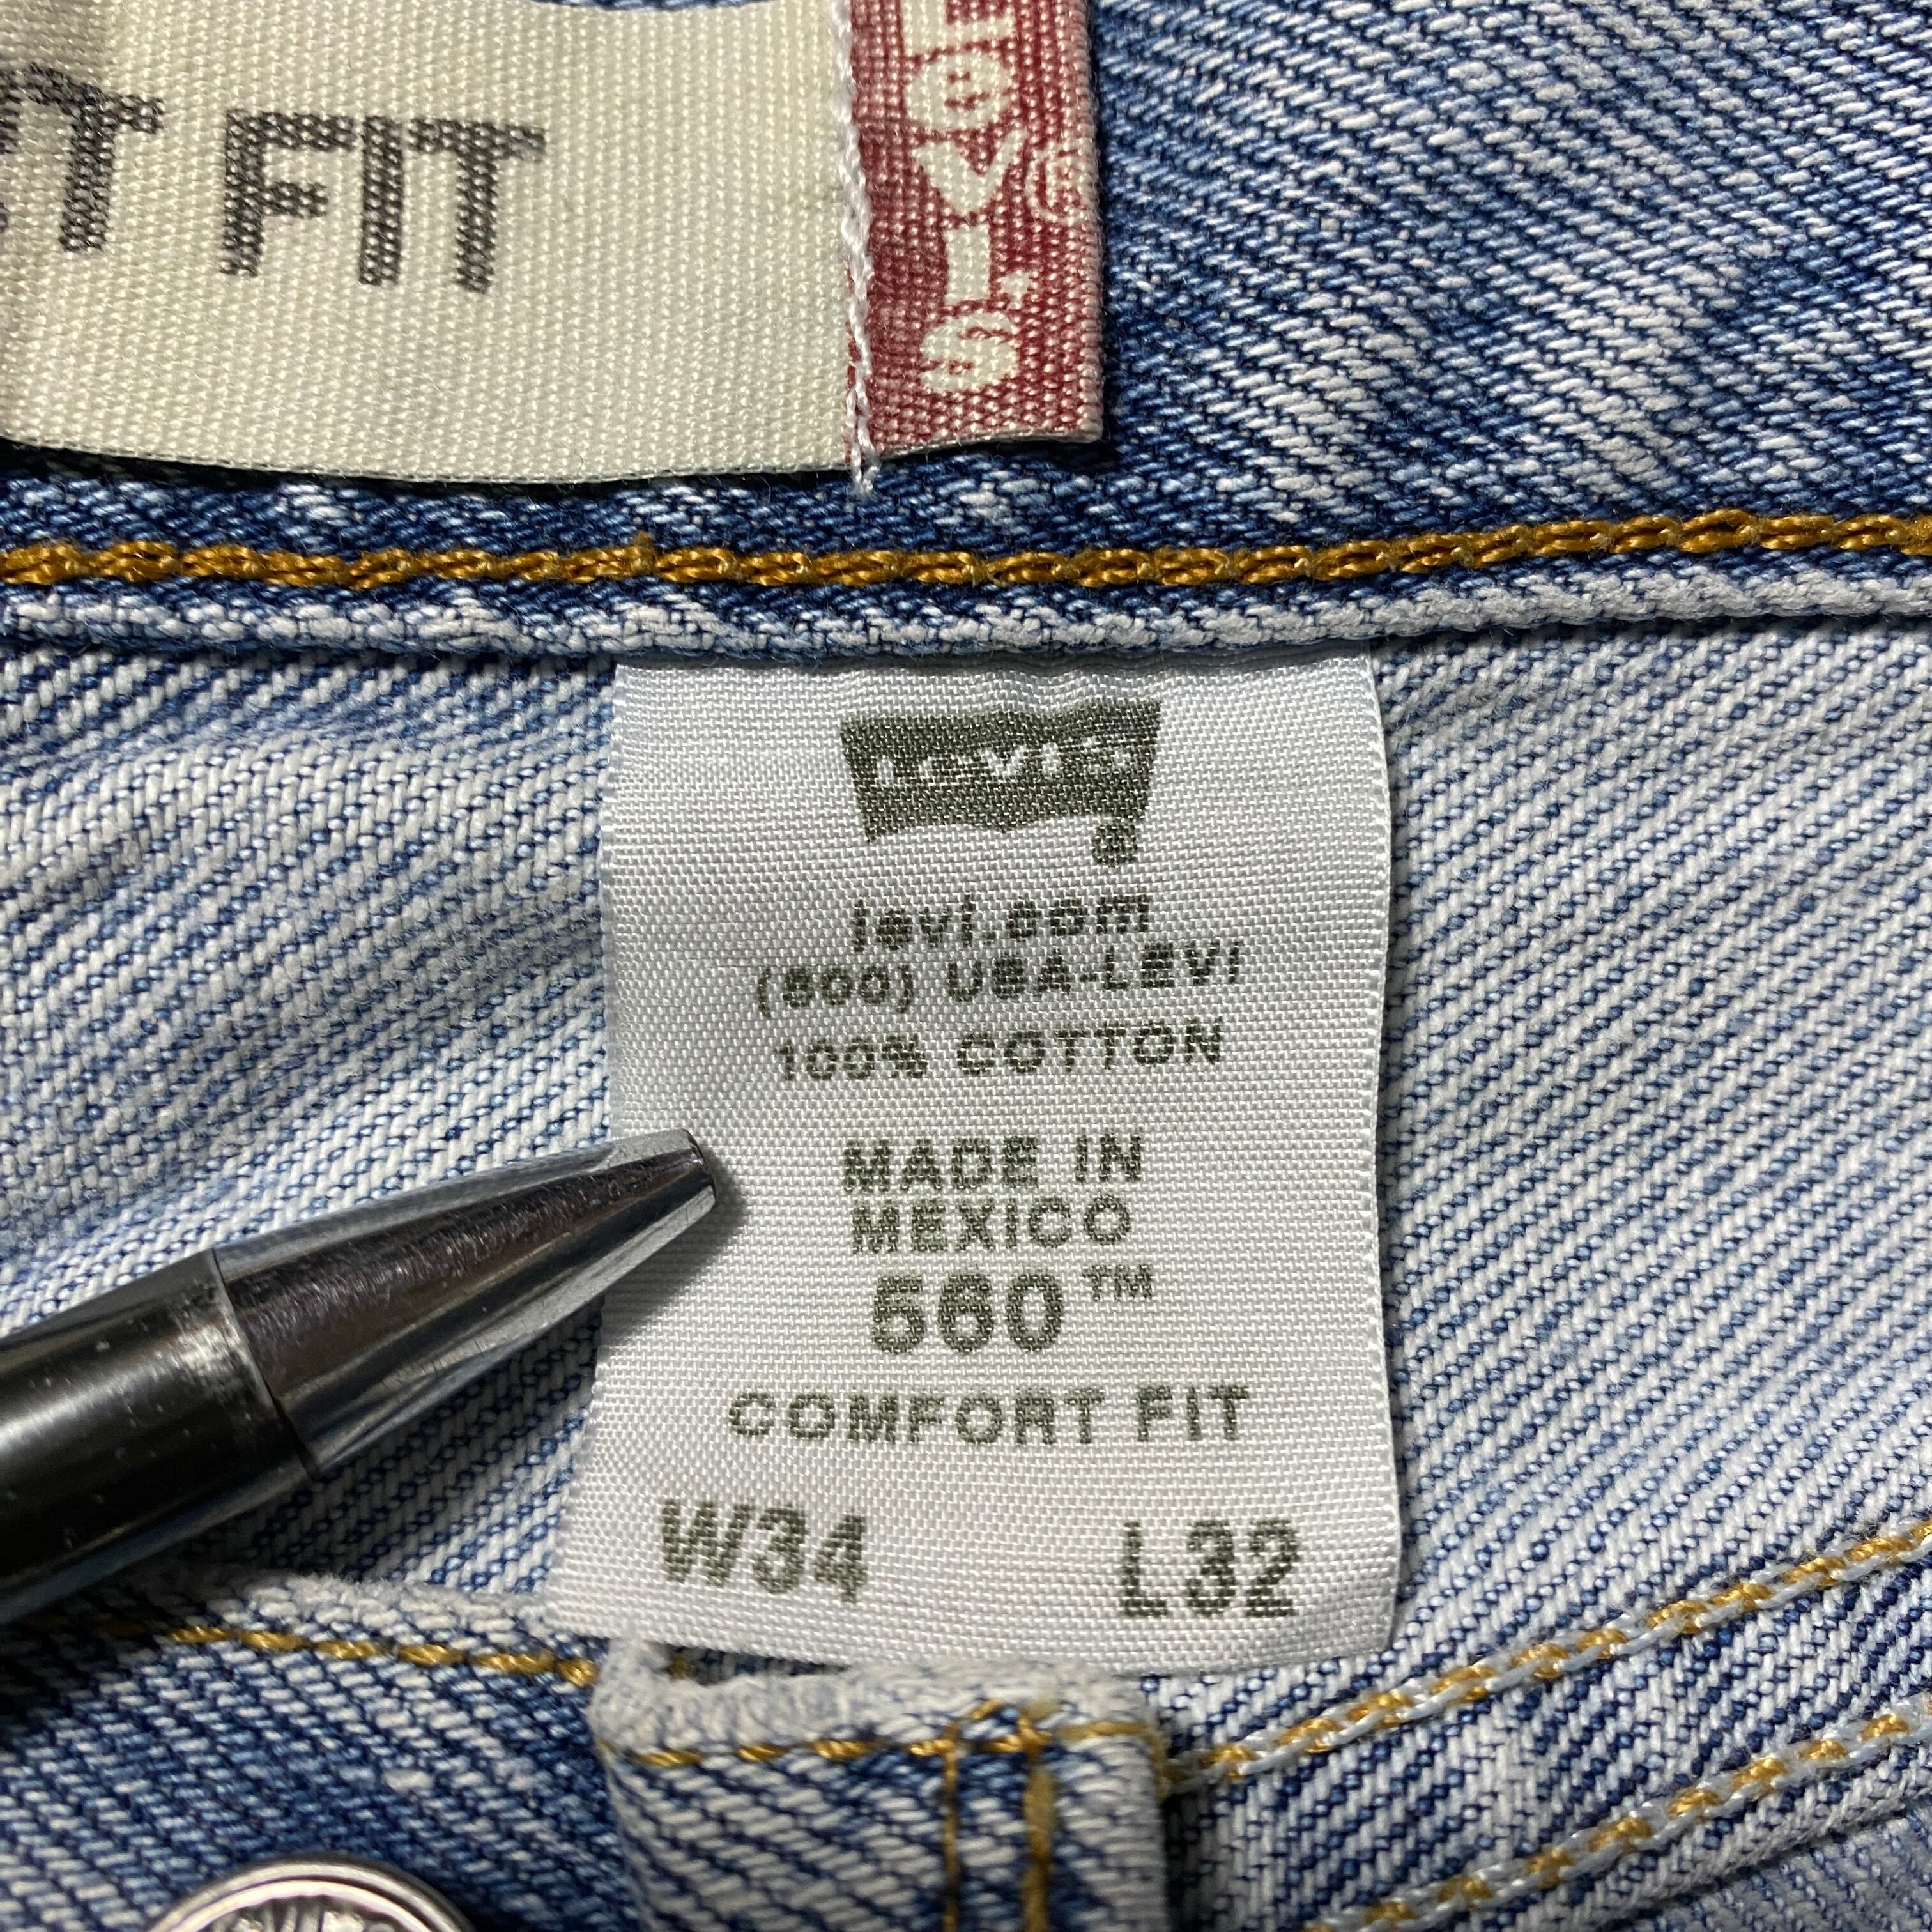 FIT
Levi's
LEVI'S
levi.com
(800) USA-LEVI
100% COTTON
MADE IN
MEXICO
560™
COMFORT FIT
W34 L32